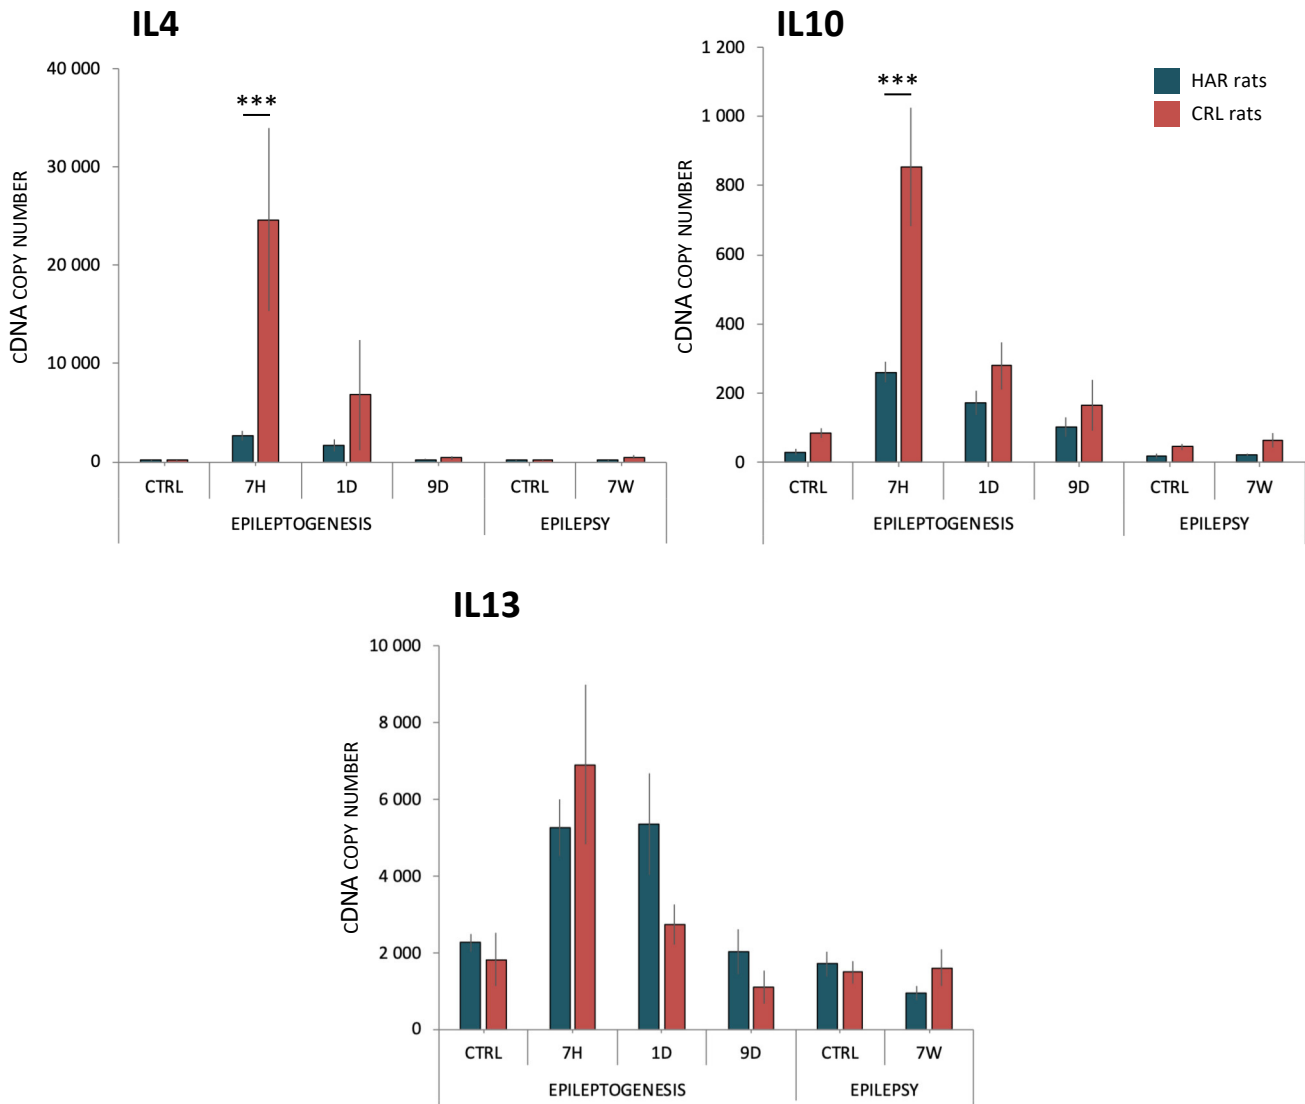 IL4
40 000
30 000
20 000
10 000
0
cDNA COPY NUMBER
***
CTRL 7H 1D 9D CTRL 7W
EPILEPTOGENESIS EPILEPSY
IL10
1 200
1 000
800
600
400
200
0
cDNA COPY NUMBER
***
HAR rats
CRL rats
CTRL 7H 1D 9D CTRL 7W
EPILEPTOGENESIS EPILEPSY
IL13
10 000
8 000
6 000
4 000
2 000
0
cDNA COPY NUMBER
CTRL 7H 1D 9D CTRL 7W
EPILEPTOGENESIS EPILEPSY